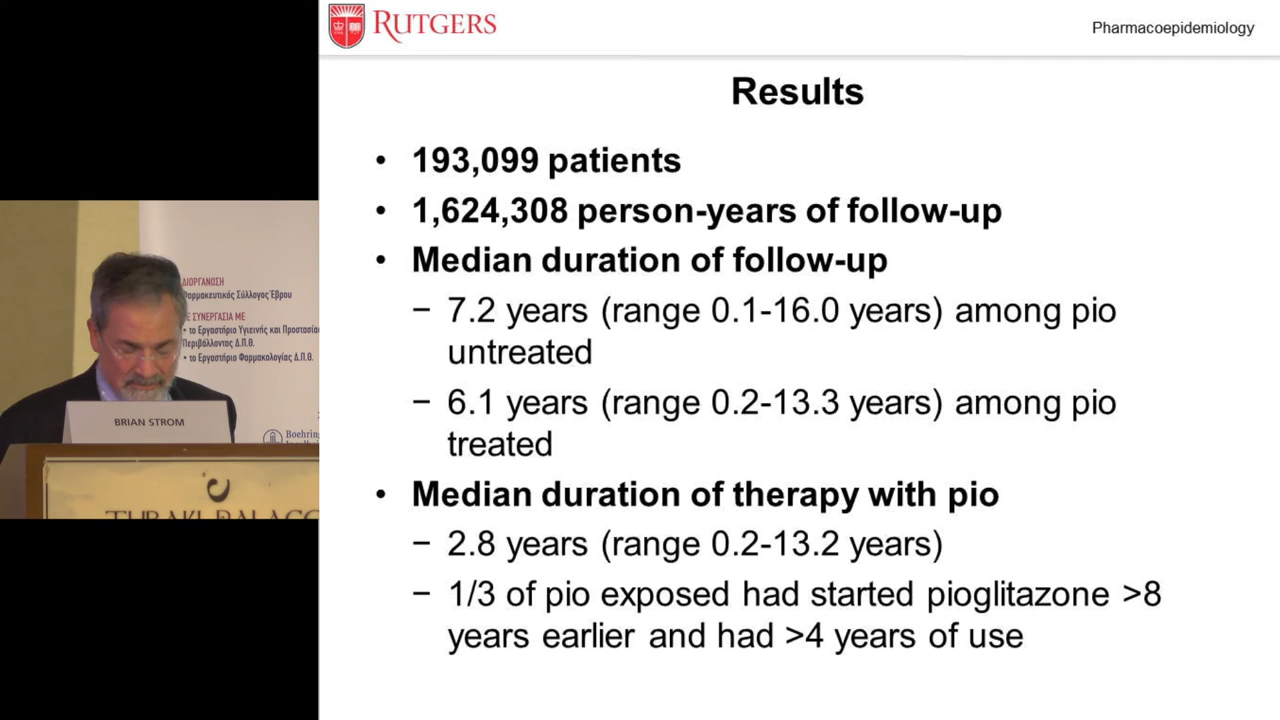 RUTGERS
Pharmacoepidemiology
Results
• 193,099 patients
• 1,624,308 person-years of follow-up
• Median duration of follow-up
− 7.2 years (range 0.1-16.0 years) among pio
untreated
− 6.1 years (range 0.2-13.3 years) among pio
treated
• Median duration of therapy with pio
− 2.8 years (range 0.2-13.2 years)
− 1/3 of pio exposed had started pioglitazone >8
years earlier and had >4 years of use
ΔΙΟΡΓΑΝΩΣΗ
Φαρμακευτικός Σύλλογος Έβρου
ΣΕ ΣΥΝΕΡΓΑΣΙΑ ΜΕ
• το Εργαστήριο Υγιεινής και Προστασίας
Περιβάλλοντος Δ.Π.Θ.
• το Εργαστήριο Φαρμακολογίας Δ.Π.Θ.
BRIAN STROM